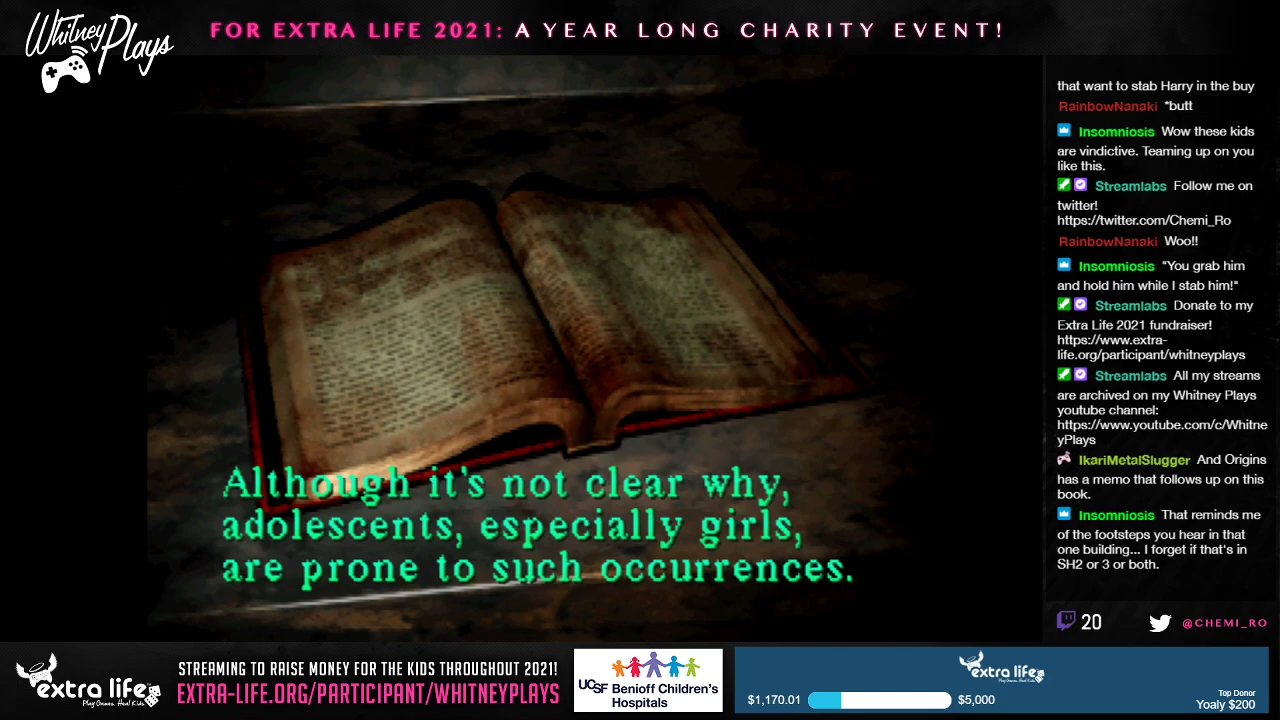 Whitney Plays
FOR EXTRA LIFE 2021: A YEAR LONG CHARITY EVENT!
Although it's not clear why,
adolescents, especially girls,
are prone to such occurrences.
that want to stab Harry in the buy
RainbowNanaki *butt
Insomniosis Wow these kids
are vindictive. Teaming up on you
like this.
Streamlabs Follow me on
twitter!
https://twitter.com/Chemi_Ro
RainbowNanaki Woo!!
Insomniosis "You grab him
and hold him while I stab him!"
Streamlabs Donate to my
Extra Life 2021 fundraiser!
https://www.extra-
life.org/participant/whitneyplays
Streamlabs All my streams
are archived on my Whitney Plays
youtube channel:
https://www.youtube.com/c/Whitne
yPlays
IkariMetalSlugger And Origins
has a memo that follows up on this
book.
Insomniosis That reminds me
of the footsteps you hear in that
one building... I forget if that's in
SH2 or 3 or both.
20
@CHEMI_RO
extra life
Play Games. Heal Kids.
STREAMING TO RAISE MONEY FOR THE KIDS THROUGHOUT 2021!
EXTRA-LIFE.ORG/PARTICIPANT/WHITNEYPLAYS
UCSF Benioff Children's
Hospitals
extra life
$1,170.01
$5,000
Top Donor
Yoaly $200